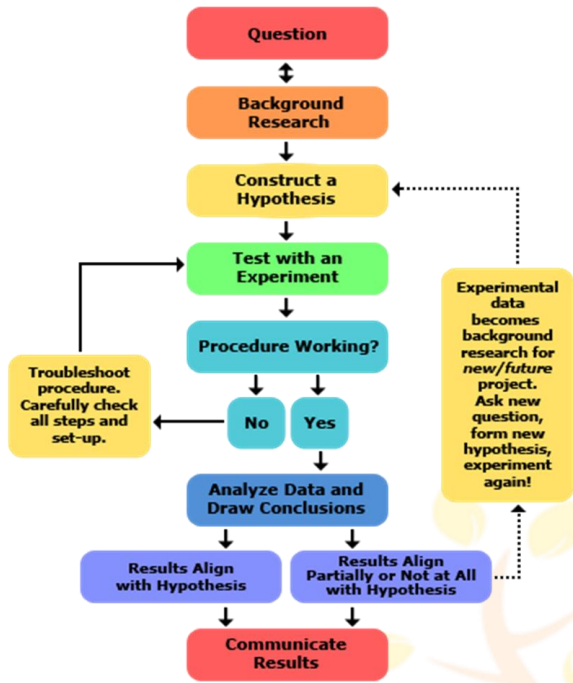 Question
Background
Research
Construct a
Hypothesis
Test with an
Experiment
Procedure Working?
No
Yes
Troubleshoot
procedure.
Carefully check
all steps and
set-up.
Experimental
data
becomes
background
research for
new/future
project.
Ask new
question,
form new
hypothesis,
experiment
again!
Analyze Data and
Draw Conclusions
Results Align
with Hypothesis
Results Align
Partially or Not at All
with Hypothesis
Communicate
Results